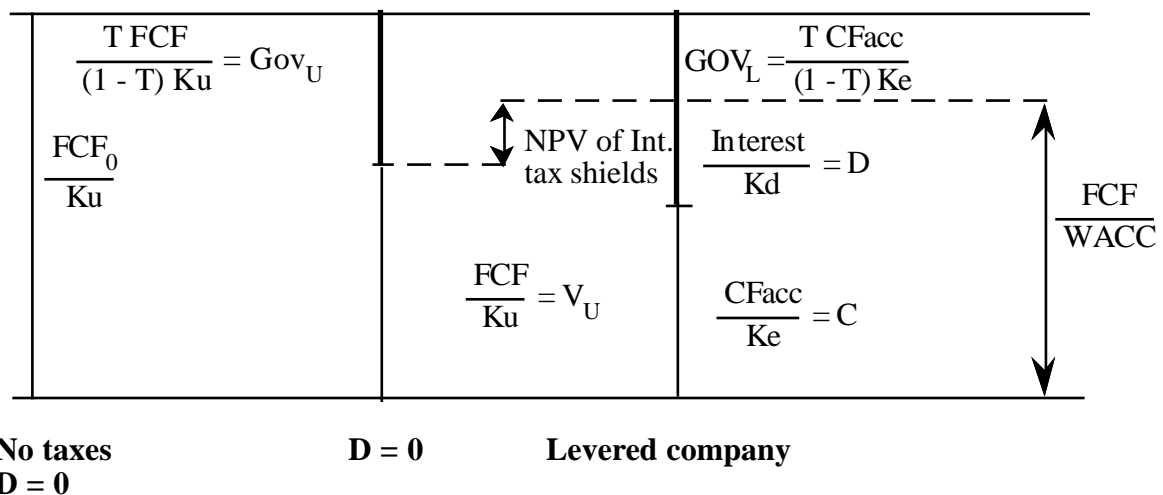 T FCF / (1 - T) Ku = Gov_U
GOV_L = T CFacc / (1 - T) Ke
FCF_0 / Ku
NPV of Int.
tax shields
Interest / Kd = D
FCF / WACC
FCF / Ku = V_U
CFacc / Ke = C
No taxes D = 0 Levered company
D = 0